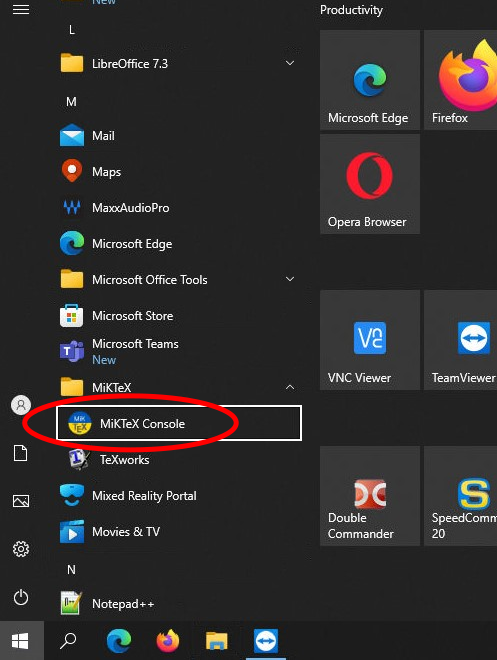 New
L
LibreOffice 7.3
M
Mail
Maps
MaxxAudioPro
Microsoft Edge
Microsoft Office Tools
Microsoft Store
Microsoft Teams
New
MiKTeX
MiKTeX Console
TeXworks
Mixed Reality Portal
Movies & TV
N
Notepad++
Productivity
Microsoft Edge
Firefox
Opera Browser
VNC Viewer
TeamViewer
Double
Commander
SpeedComm
20